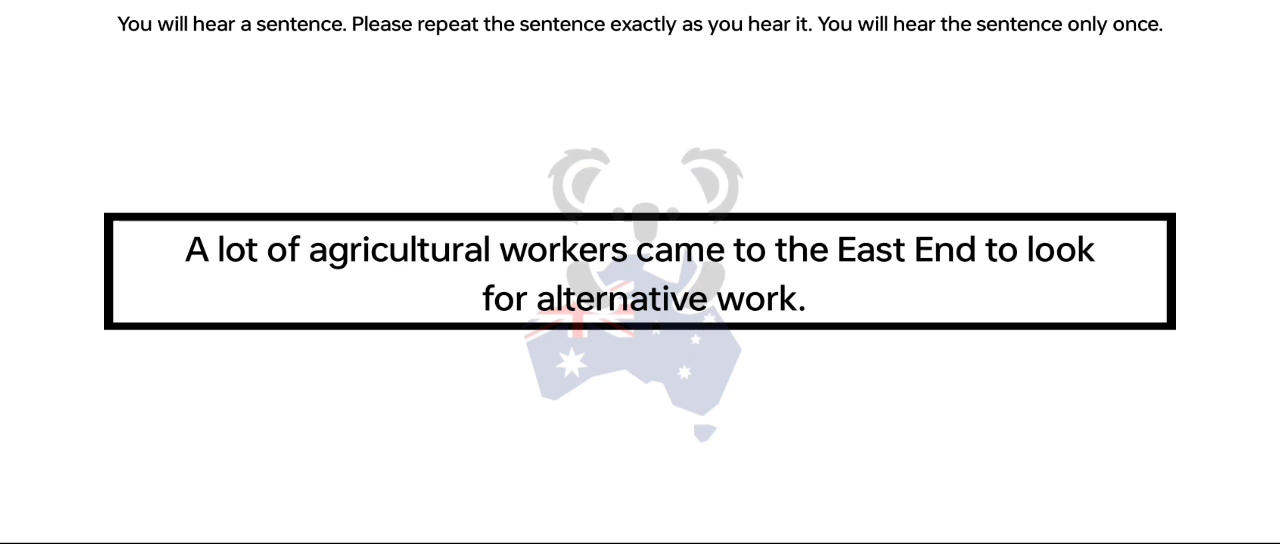 You will hear a sentence. Please repeat the sentence exactly as you hear it. You will hear the sentence only once.
A lot of agricultural workers came to the East End to look
for alternative work.